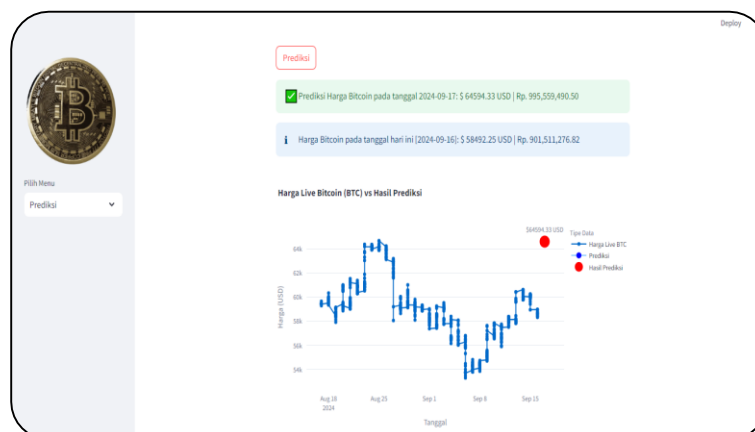 Deploy
Prediksi
Prediksi Harga Bitcoin pada tanggal 2024-09-17: $ 64594.33 USD | Rp. 995,559,490.50
Harga Bitcoin pada tanggal hari ini [2024-09-16]: $ 58492.25 USD | Rp. 901,511,276.82
Pilih Menu
Prediksi
Harga Live Bitcoin (BTC) vs Hasil Prediksi
$64594.33 USD
Tipe Data
Harga Live BTC
Prediksi
Hasil Prediksi
Harga (USD)
64k
62k
60k
58k
56k
54k
Aug 18
2024
Aug 25
Sep 1
Sep 8
Sep 15
Tanggal